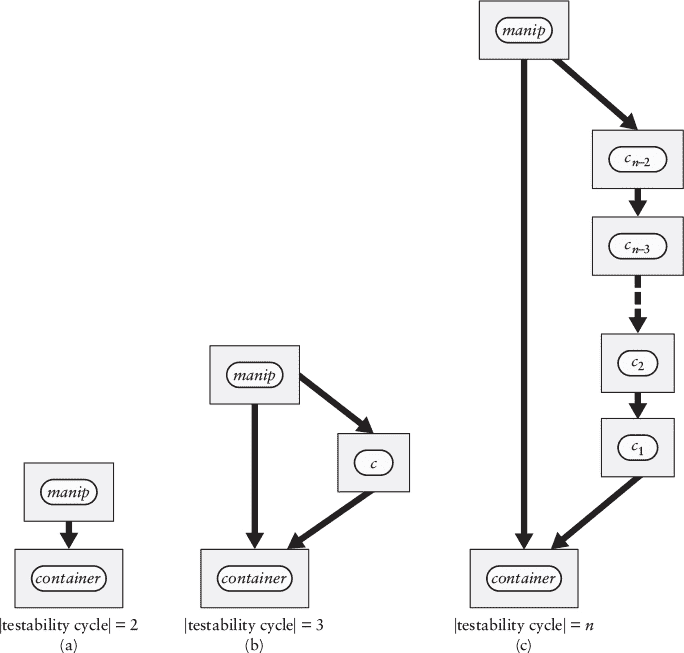 manip
c_{n–2}
c_{n–3}
manip
c_2
manip
c
c_1
container
container
container
|testability cycle| = 2
|testability cycle| = 3
|testability cycle| = n
(a)
(b)
(c)